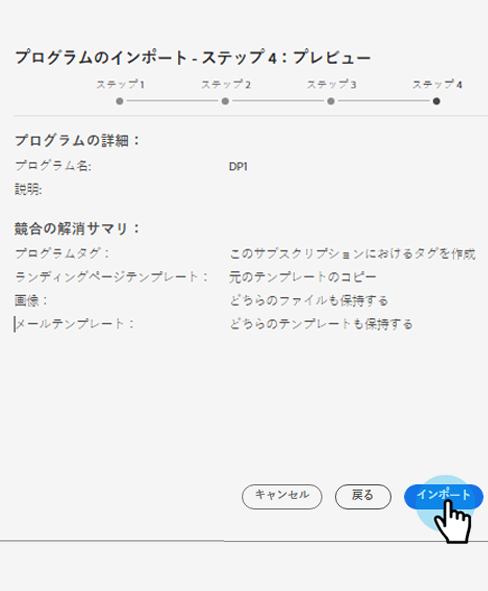 プログラムのインポート - ステップ 4：プレビュー
ステップ 1 ステップ 2 ステップ 3 ステップ 4
プログラムの詳細：
プログラム名: DP1
説明:
競合の解消サマリ：
プログラムタグ： このサブスクリプションにおけるタグを作成
ランディングページテンプレート： 元のテンプレートのコピー
画像： どちらのファイルも保持する
メールテンプレート： どちらのテンプレートも保持する
キャンセル 戻る インポート